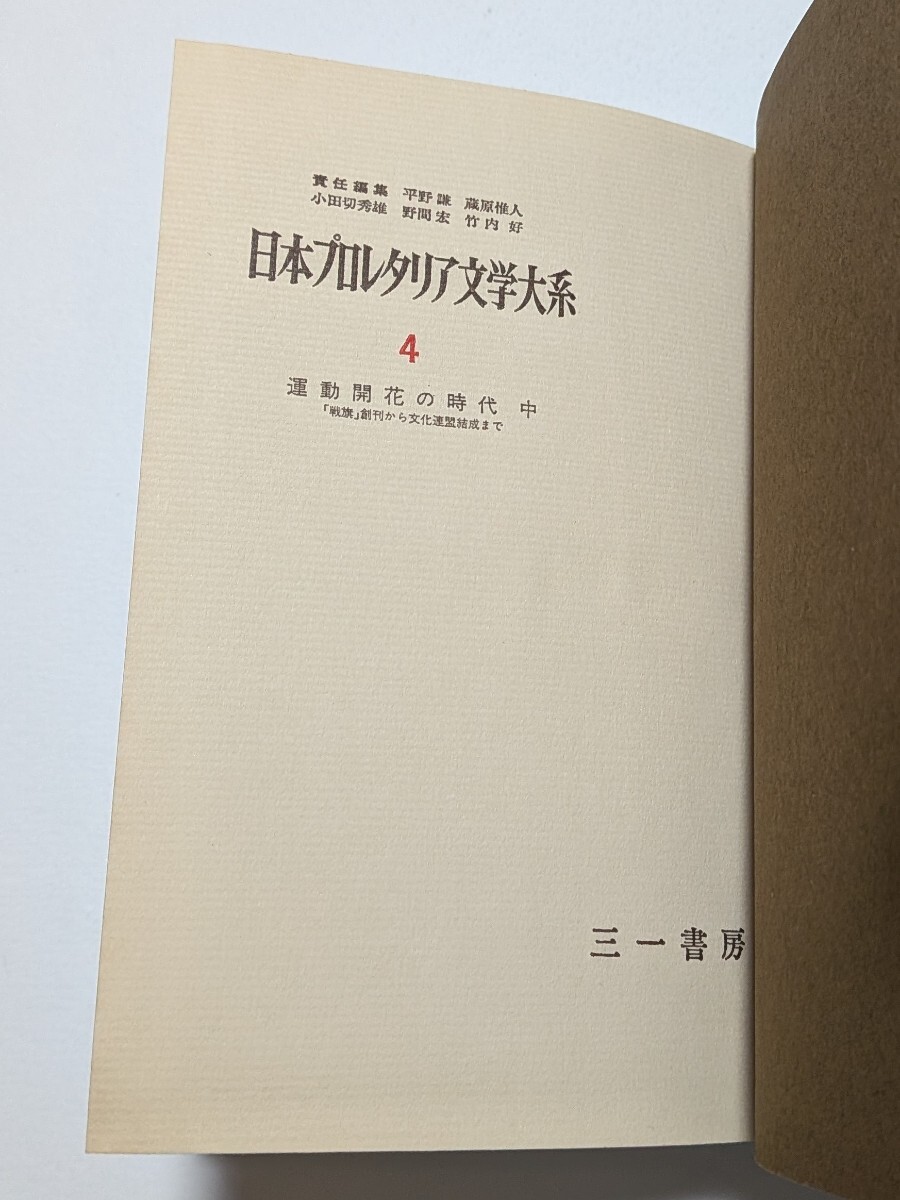 責任編集 平野謙 蔵原惟人
小田切秀雄 野間宏 竹内好
日本プロレタリア文学大系
4
運動開花の時代 中
「戦旗」創刊から文化連盟結成まで
三一書房